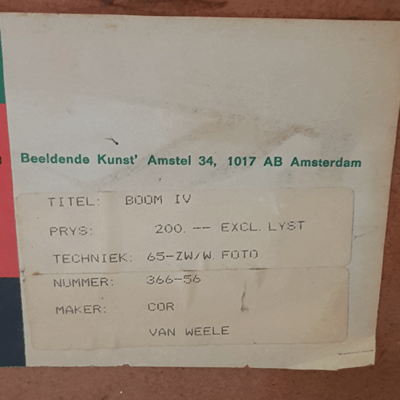 Beeldende Kunst' Amstel 34, 1017 AB Amsterdam
TITEL: BOOM IV
PRYS: 200.-- EXCL. LYST
TECHNIEK: 65-ZW/W. FOTO
NUMMER: 366-56
MAKER: COR
VAN WEELE